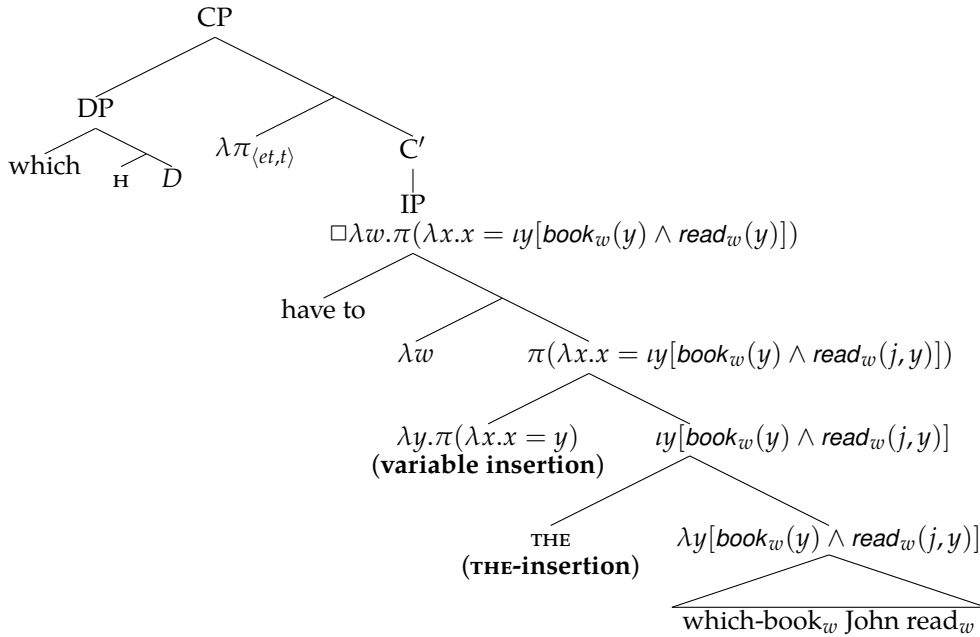 CP
DP
which
H
D
λπ⟨et,t⟩
C′
IP
□λw.π(λx.x = ιy[book_w(y) ∧ read_w(y)])
have to
λw
π(λx.x = ιy[book_w(y) ∧ read_w(j, y)])
λy.π(λx.x = y)
(variable insertion)
ιy[book_w(y) ∧ read_w(j, y)]
THE
(THE-insertion)
λy[book_w(y) ∧ read_w(j, y)]
which-book_w John read_w